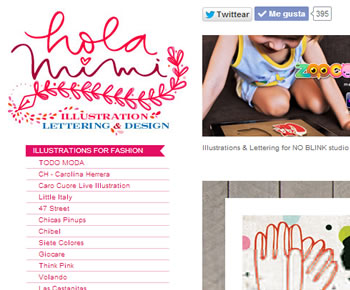 hola
mimi
ILLUSTRATION
LETTERING & DESIGN
ILLUSTRATIONS FOR FASHION
TODO MODA
CH - Carolina Herrera
Caro Cuore Live Illustration
Little Italy
47 Street
Chicas Pinups
Chibel
Siete Colores
Giocare
Think Pink
Volando
Las Castañitas
Twittear
Me gusta
395
Illustrations & Lettering for NO BLINK studio